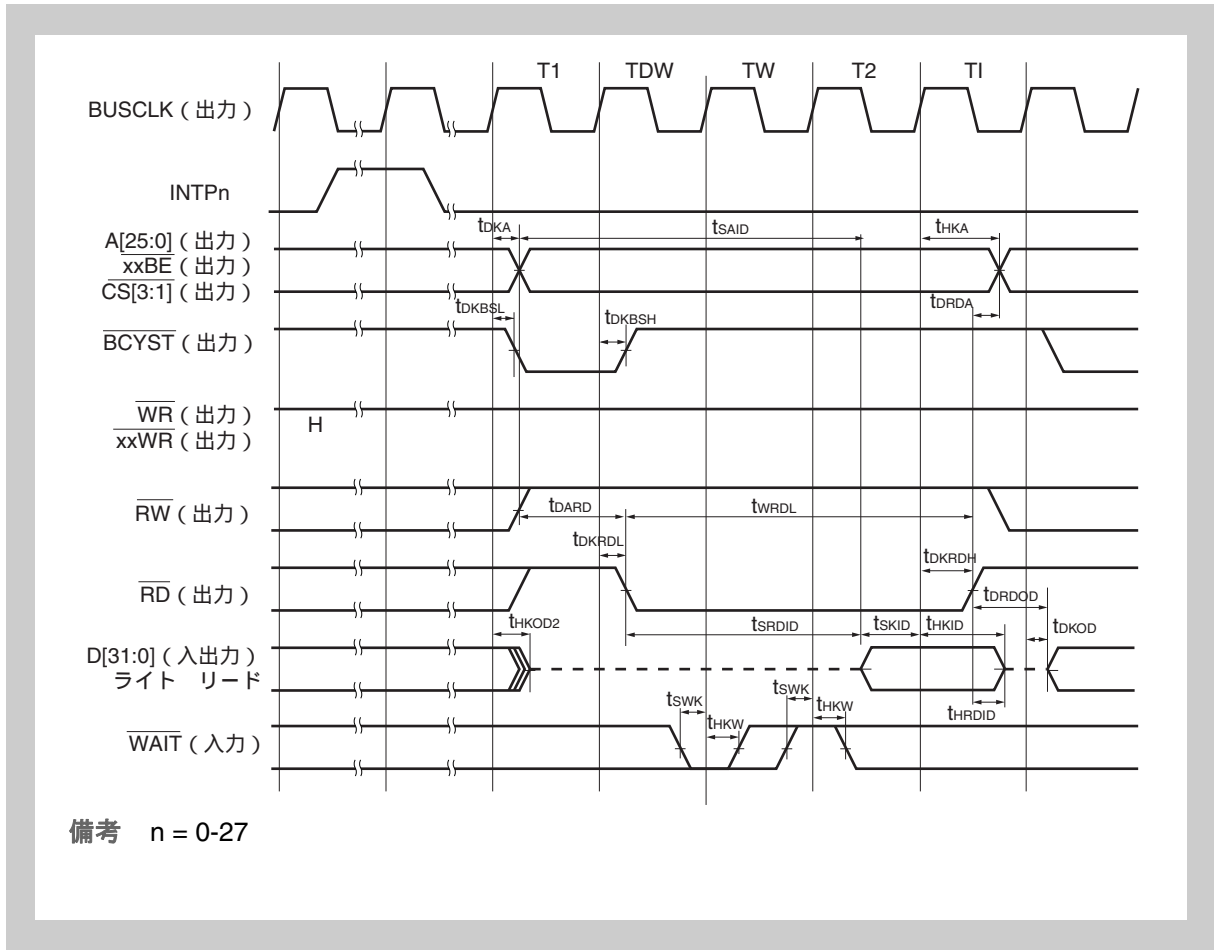 T1 TDW TW T2 TI
BUSCLK（出力）
INTPn
tDKA tSAID tHKA
A[25:0]（出力）
xxBE（出力）
CS[3:1]（出力）
tDKBSL tDKBSH tDRDA
BCYST（出力）
WR（出力）
H
xxWR（出力）
RW（出力）
tDARD tWRDL
tDKRDL tDKRDH
RD（出力）
tDRDOD
tHKOD2 tSRDID tSKID tHKID tDKOD
D[31:0]（入出力）
ライト リード
tSWK tHKW tSWK tHKW tHRDID
WAIT（入力）
備考 n = 0-27